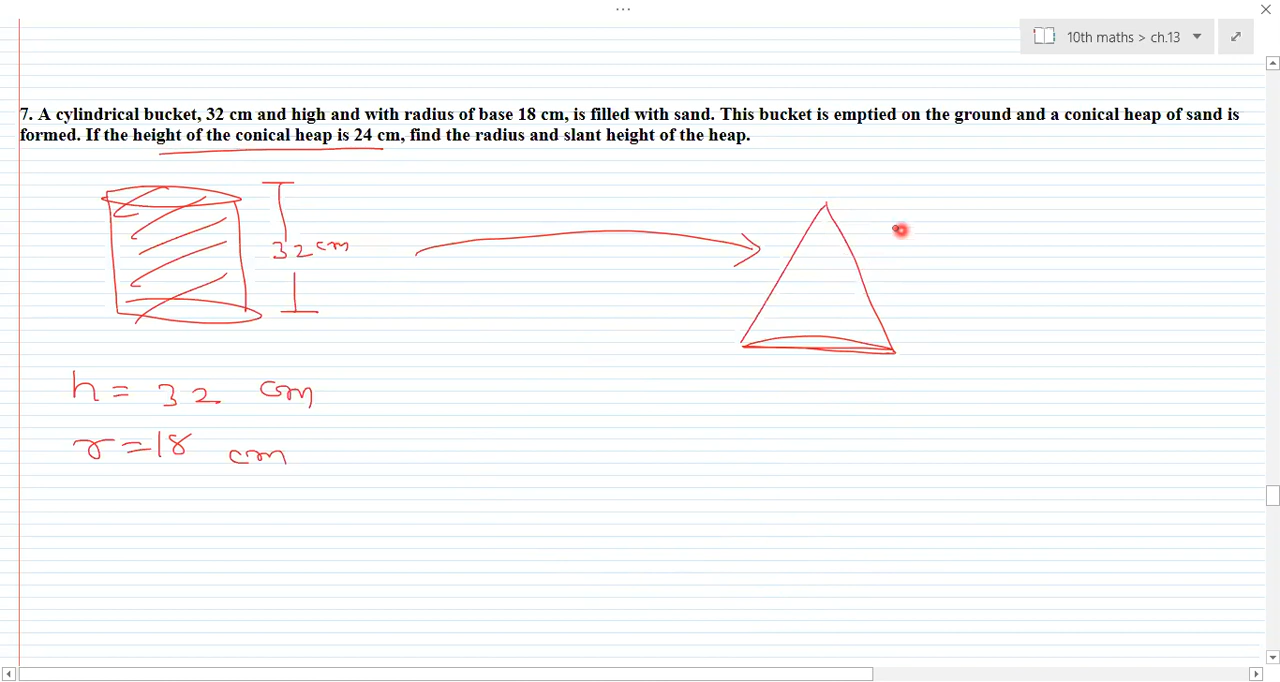 10th maths > ch.13
7. A cylindrical bucket, 32 cm and high and with radius of base 18 cm, is filled with sand. This bucket is emptied on the ground and a conical heap of sand is
formed. If the height of the conical heap is 24 cm, find the radius and slant height of the heap.
32 cm
h = 32 cm
r = 18 cm